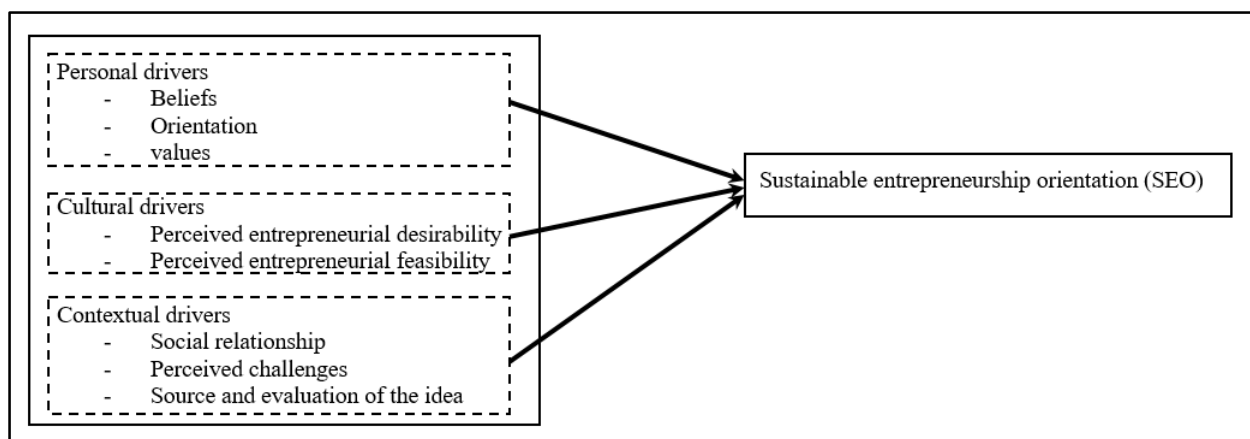 Personal drivers
- Beliefs
- Orientation
- values
Cultural drivers
- Perceived entrepreneurial desirability
- Perceived entrepreneurial feasibility
Contextual drivers
- Social relationship
- Perceived challenges
- Source and evaluation of the idea
Sustainable entrepreneurship orientation (SEO)